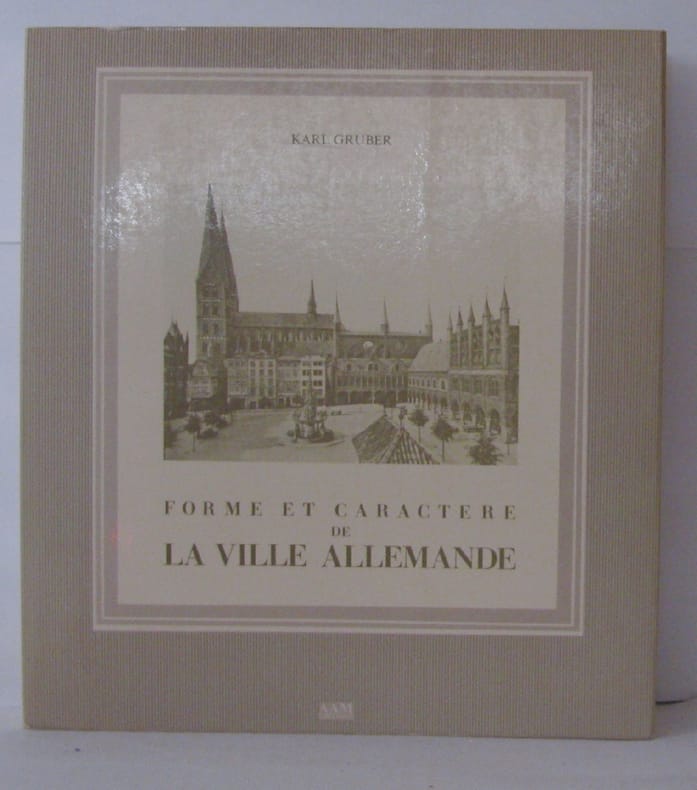 KARL GRUBER
FORME ET CARACTERE
DE
LA VILLE ALLEMANDE
AAM